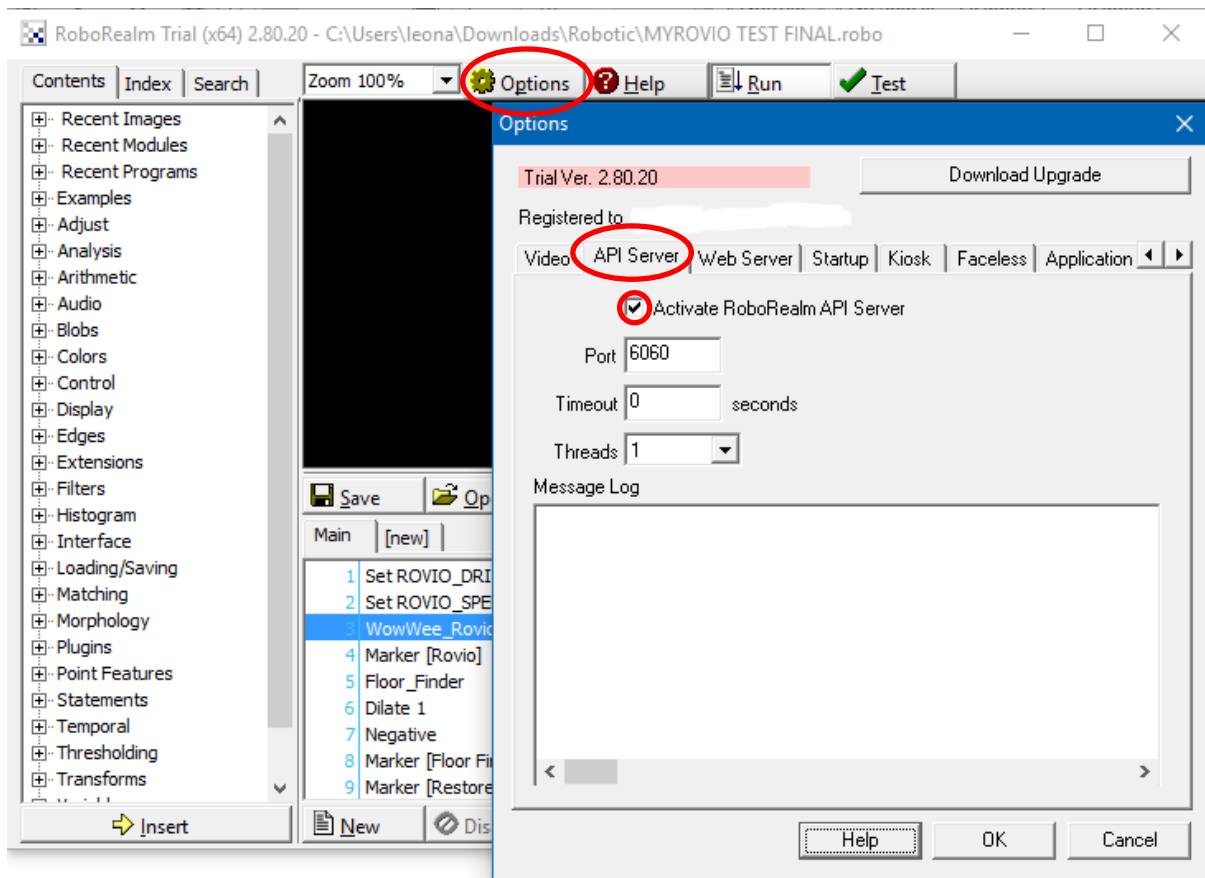 RoboRealm Trial (x64) 2.80.20 - C:\Users\leona\Downloads\Robotic\MYROVIO TEST FINAL.robo
Contents Index Search
Zoom 100% Options Help Run Test
Recent Images
Recent Modules
Recent Programs
Examples
Adjust
Analysis
Arithmetic
Audio
Blobs
Colors
Control
Display
Edges
Extensions
Filters
Histogram
Interface
Loading/Saving
Matching
Morphology
Plugins
Point Features
Statements
Temporal
Thresholding
Transforms
Insert
Save Op
Main [new]
1 Set ROVIO_DRI
2 Set ROVIO_SPE
3 WowWee_Rovio
4 Marker [Rovio]
5 Floor_Finder
6 Dilate 1
7 Negative
8 Marker [Floor Fi
9 Marker [Restore
New Dis
Options
Trial Ver. 2.80.20
Download Upgrade
Registered to
Video API Server Web Server Startup Kiosk Faceless Application
Activate RoboRealm API Server
Port 6060
Timeout 0 seconds
Threads 1
Message Log
Help OK Cancel